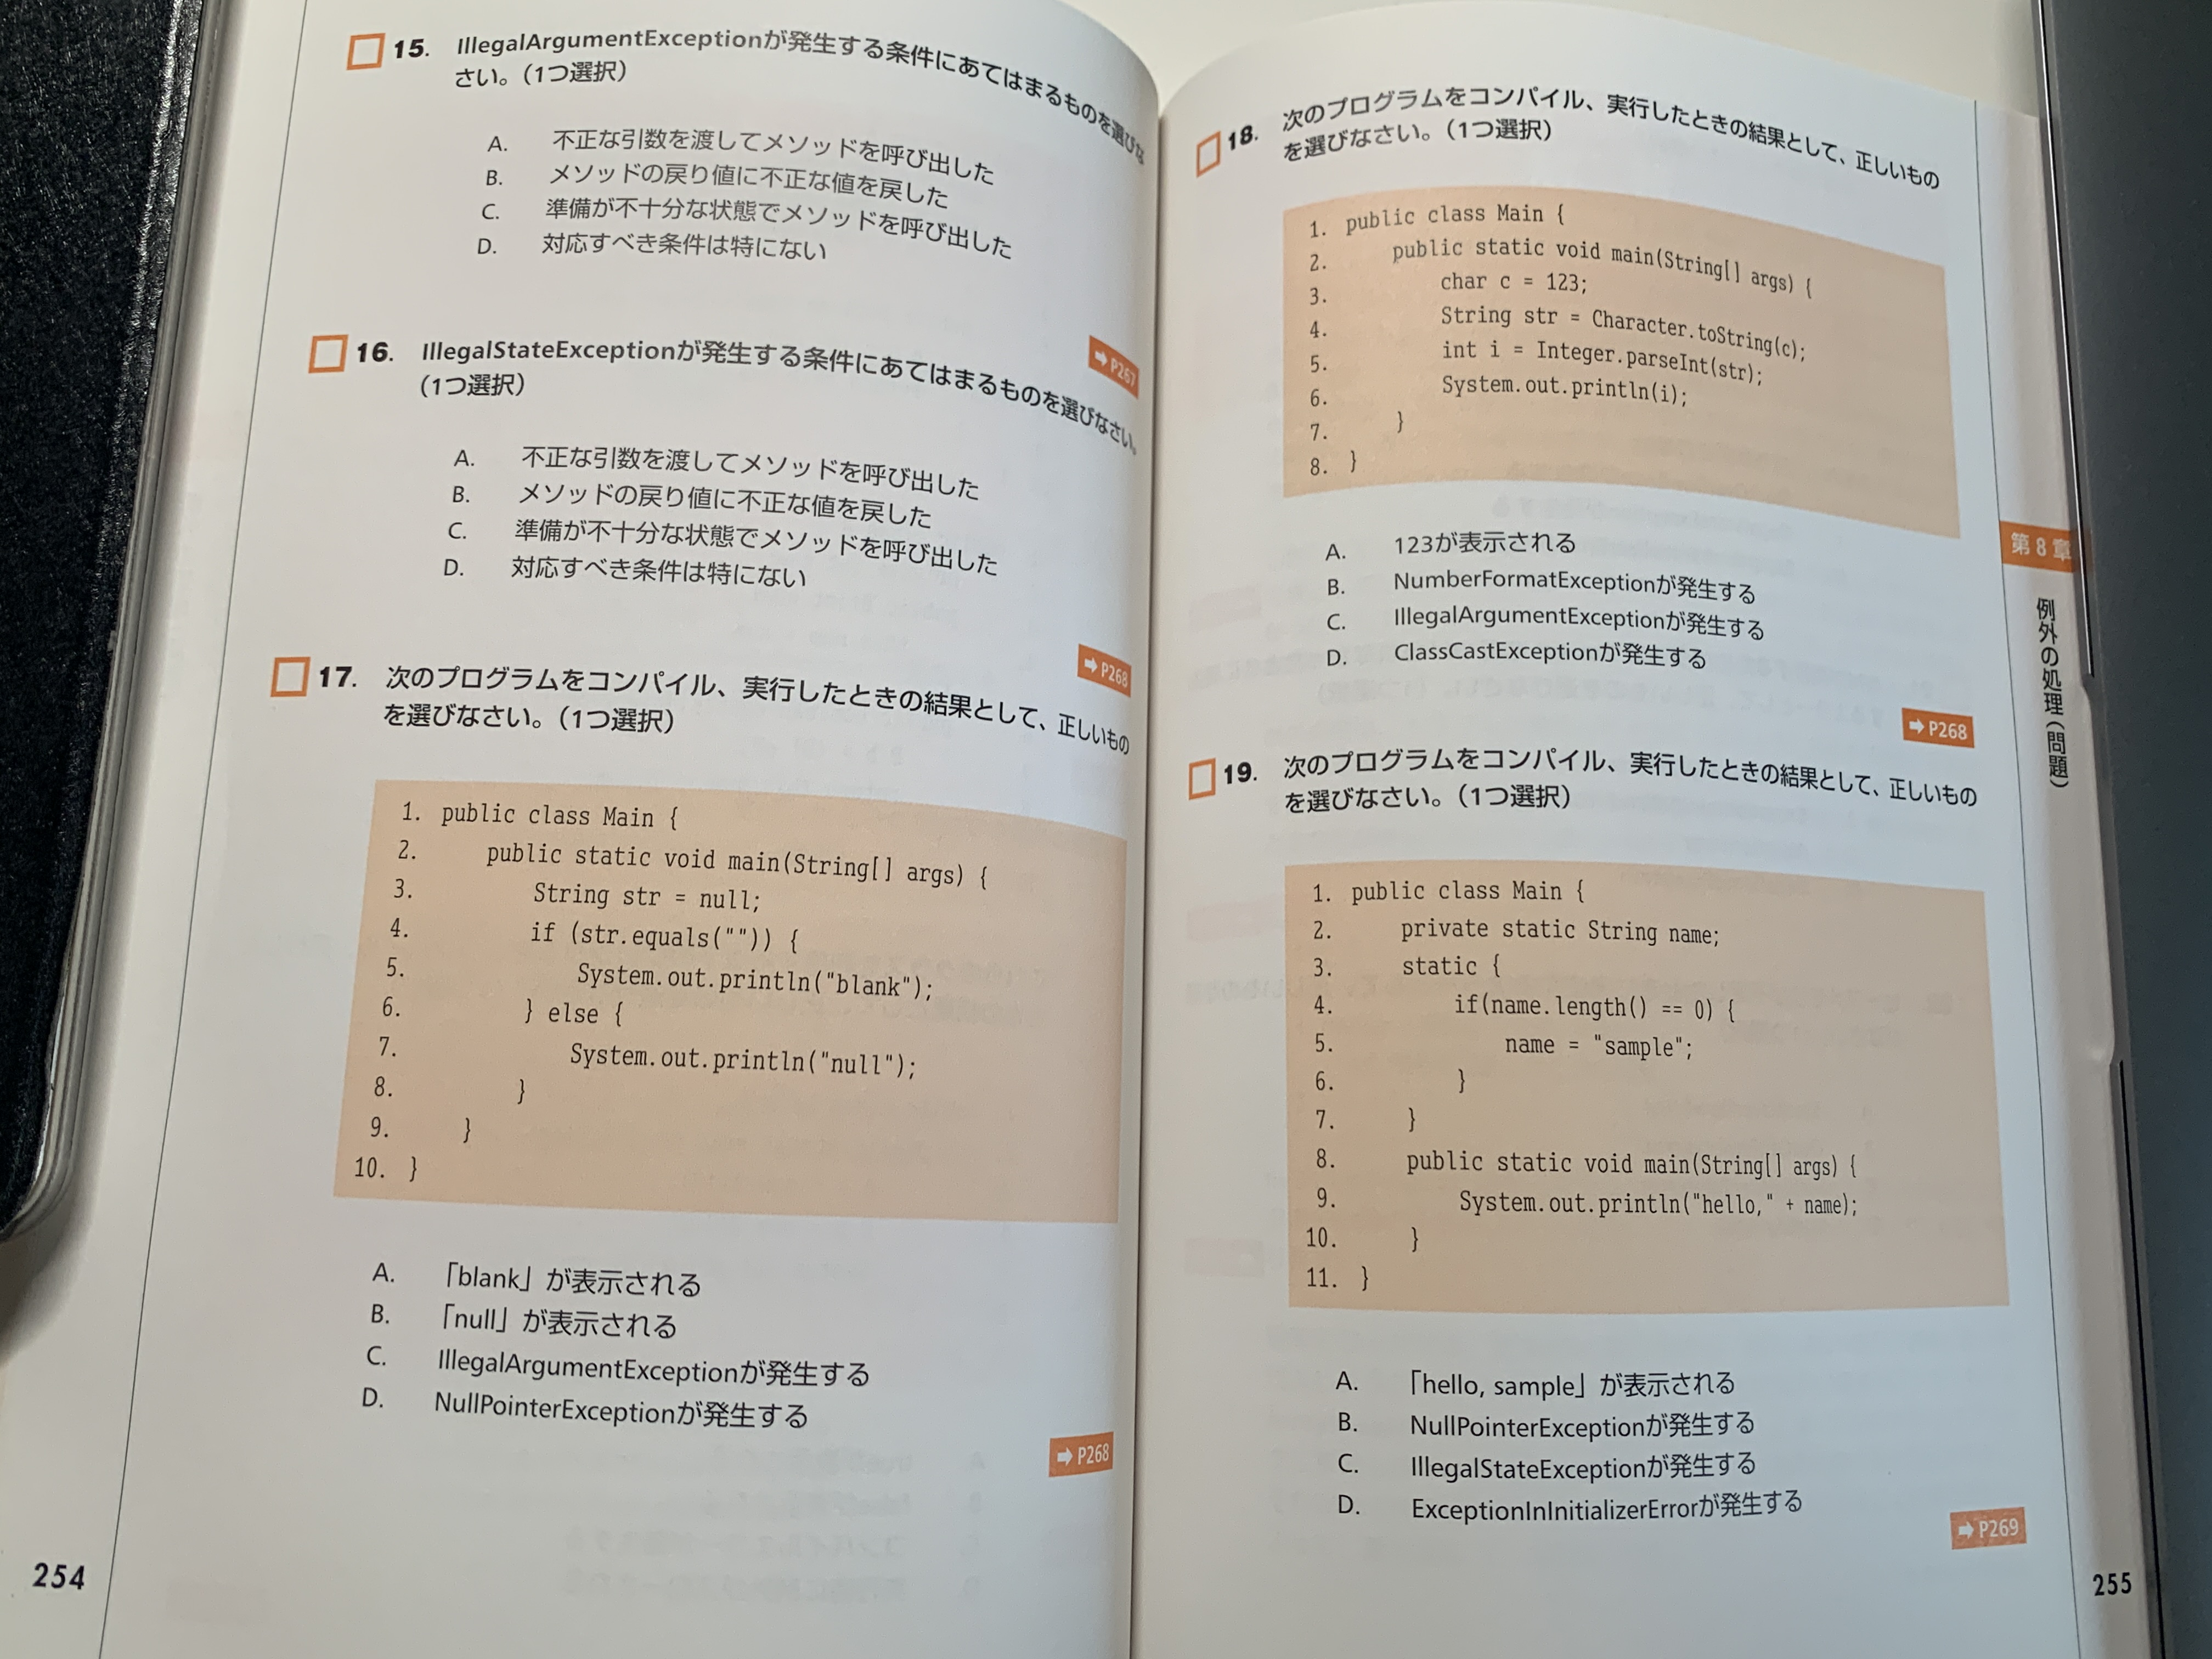 15. IllegalArgumentExceptionが発生する条件にあてはまるものを選びな
さい。（1つ選択）
A. 不正な引数を渡してメソッドを呼び出した
B. メソッドの戻り値に不正な値を戻した
C. 準備が不十分な状態でメソッドを呼び出した
D. 対応すべき条件は特にない
➡P267
16. IllegalStateExceptionが発生する条件にあてはまるものを選びなさい。
（1つ選択）
A. 不正な引数を渡してメソッドを呼び出した
B. メソッドの戻り値に不正な値を戻した
C. 準備が不十分な状態でメソッドを呼び出した
D. 対応すべき条件は特にない
➡P268
17. 次のプログラムをコンパイル、実行したときの結果として、正しいもの
を選びなさい。（1つ選択）
1. public class Main {
2. public static void main(String[] args) {
3. String str = null;
4. if (str.equals("")) {
5. System.out.println("blank");
6. } else {
7. System.out.println("null");
8. }
9. }
10. }
A. 「blank」が表示される
B. 「null」が表示される
C. IllegalArgumentExceptionが発生する
D. NullPointerExceptionが発生する
➡P268
254
18. 次のプログラムをコンパイル、実行したときの結果として、正しいもの
を選びなさい。（1つ選択）
1. public class Main {
2. public static void main(String[] args) {
3. char c = 123;
4. String str = Character.toString(c);
5. int i = Integer.parseInt(str);
6. System.out.println(i);
7. }
8. }
A. 123が表示される
B. NumberFormatExceptionが発生する
C. IllegalArgumentExceptionが発生する
D. ClassCastExceptionが発生する
➡P268
19. 次のプログラムをコンパイル、実行したときの結果として、正しいもの
を選びなさい。（1つ選択）
1. public class Main {
2. private static String name;
3. static {
4. if(name.length() == 0) {
5. name = "sample";
6. }
7. }
8. public static void main(String[] args) {
9. System.out.println("hello," + name);
10. }
11. }
A. 「hello, sample」が表示される
B. NullPointerExceptionが発生する
C. IllegalStateExceptionが発生する
D. ExceptionInInitializerErrorが発生する
➡P269
第8章
例外の処理（問題）
255